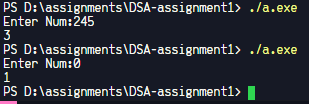 PS D:\assignments\DSA-assignment1> ./a.exe
Enter Num:245
3
PS D:\assignments\DSA-assignment1> ./a.exe
Enter Num:0
1
PS D:\assignments\DSA-assignment1>